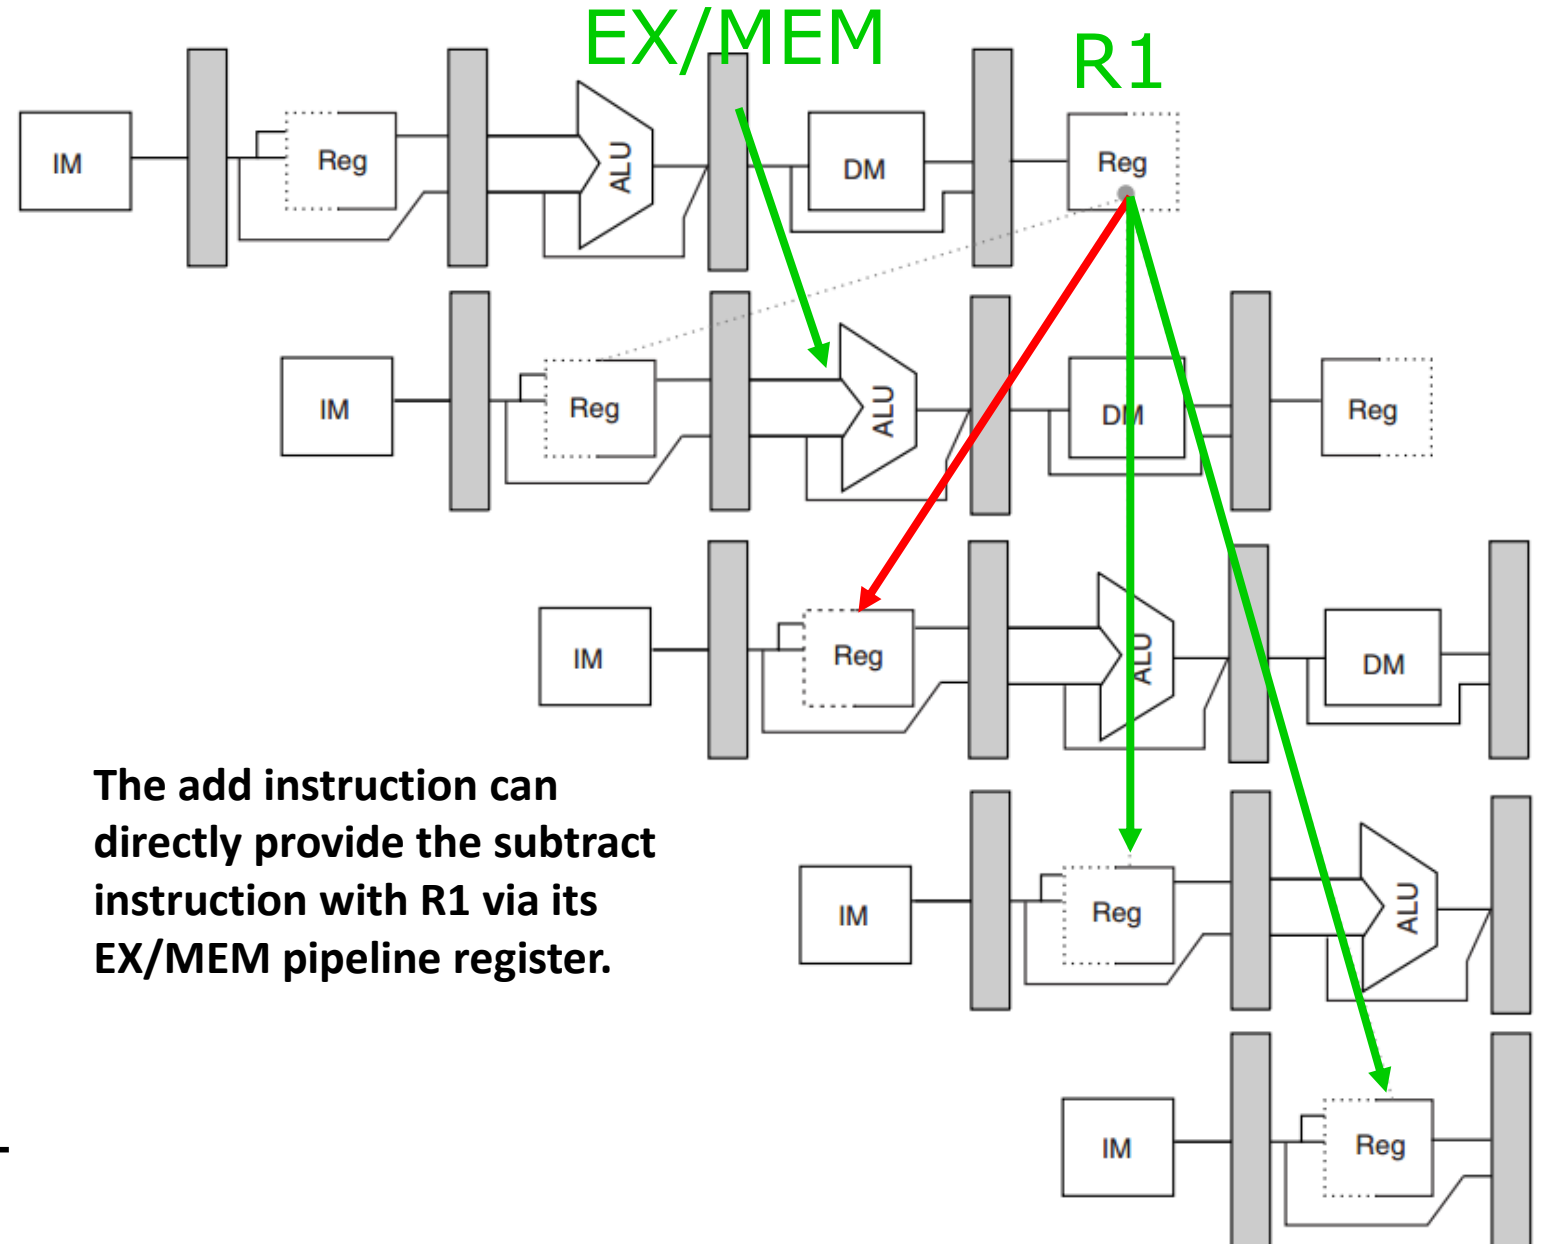 EX/MEM
R1
IM
Reg
ALU
DM
Reg
IM
Reg
ALU
DM
Reg
IM
Reg
ALU
DM
The add instruction can
directly provide the subtract
instruction with R1 via its
EX/MEM pipeline register.
IM
Reg
ALU
IM
Reg